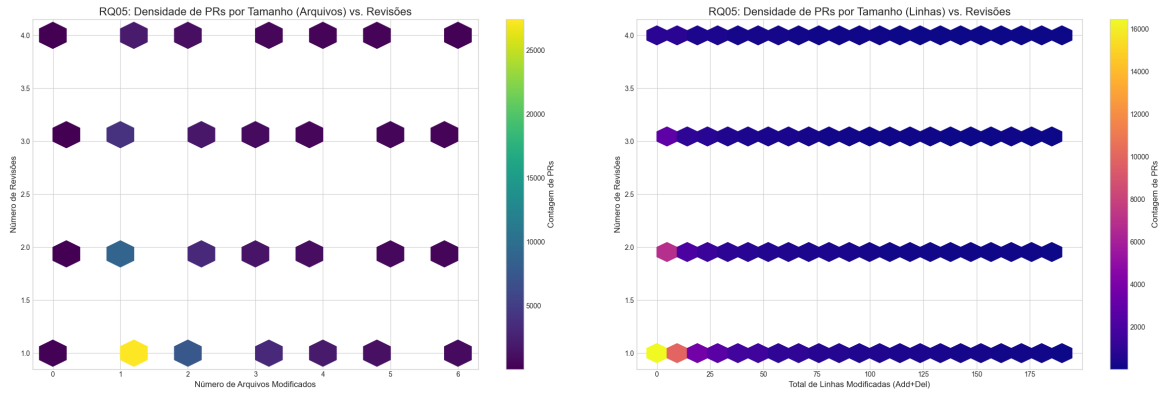 RQ05: Densidade de PRs por Tamanho (Arquivos) vs. Revisões
4.0
3.5
3.0
2.5
2.0
1.5
1.0
Número de Revisões
0 1 2 3 4 5 6
Número de Arquivos Modificados
25000
20000
15000
10000
5000
Contagem de PRs
RQ05: Densidade de PRs por Tamanho (Linhas) vs. Revisões
4.0
3.5
3.0
2.5
2.0
1.5
1.0
Número de Revisões
0 25 50 75 100 125 150 175
Total de Linhas Modificadas (Add+Del)
16000
14000
12000
10000
8000
6000
4000
2000
Contagem de PRs